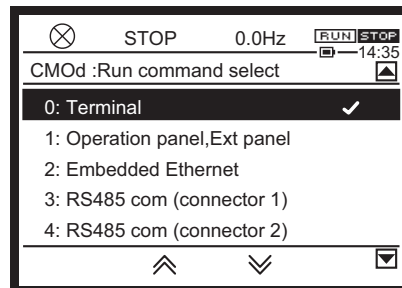 STOP 0.0Hz RUN STOP
14:35
CMOd :Run command select
0: Terminal
1: Operation panel,Ext panel
2: Embedded Ethernet
3: RS485 com (connector 1)
4: RS485 com (connector 2)